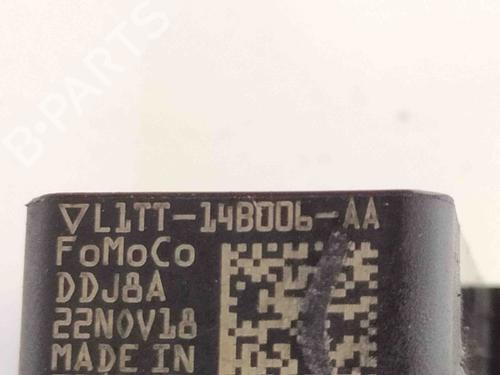 B-PARTS
▽L1TT-14B006-AA
FoMoCo
DDJ8A
22NOV18
MADE IN